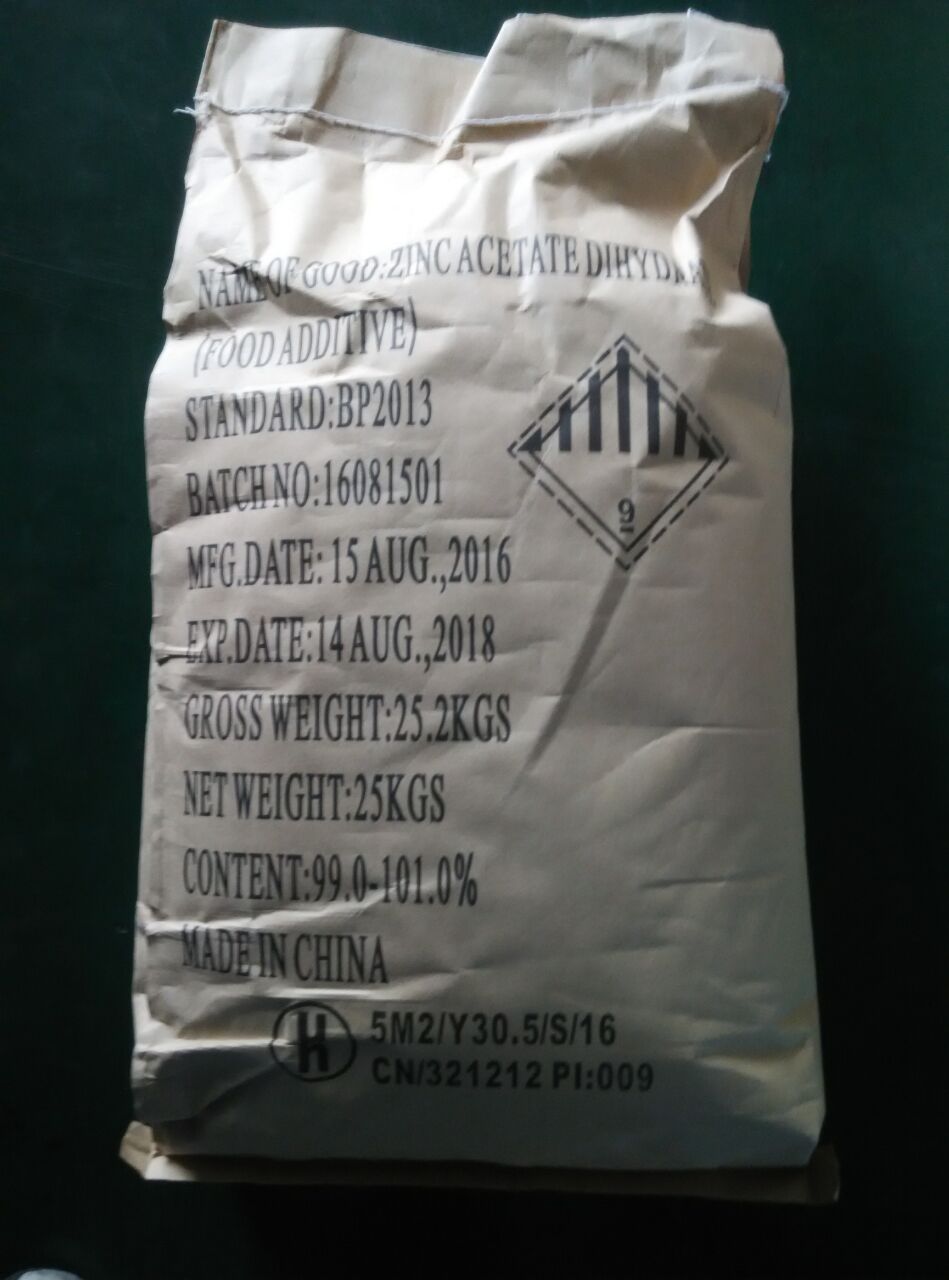 NAME OF GOOD:ZINC ACETATE
(FOOD ADDITIVE)
STANDARD:BP2013
9
BATCH NO:16081501
MFG.DATE: 15 AUG.,2016
EXP.DATE:14 AUG.,2018
GROSS WEIGHT:25.2KGS
NET WEIGHT:25KGS
CONTENT:99.0-101.0%
MADE IN CHINA
5M2/Y30.5/S/16
CN/321212 PI:009